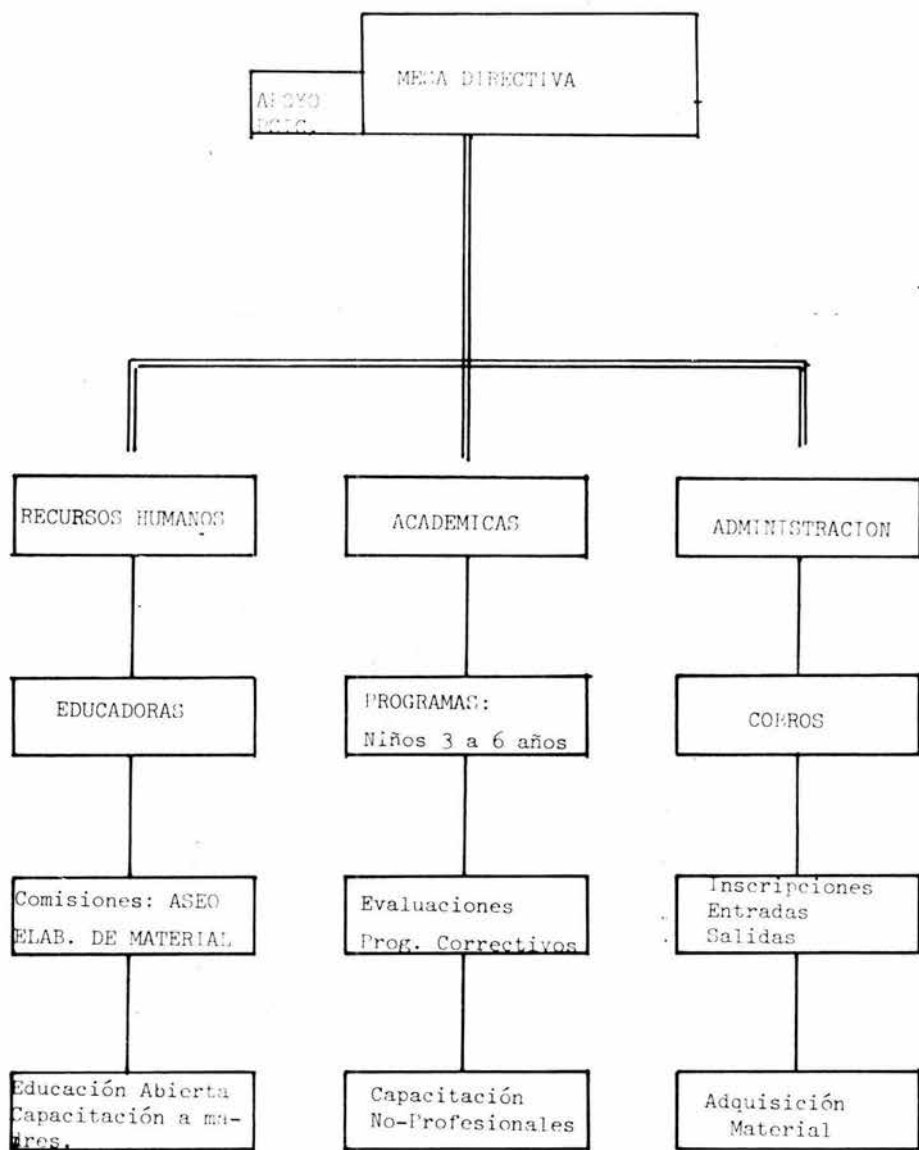 MESA DIRECTIVA
APOYO
RECURSOS HUMANOS
ACADEMICAS
ADMINISTRACION
EDUCADORAS
PROGRAMAS:
Niños 3 a 6 años
COBROS
Comisiones: ASEO
ELAB. DE MATERIAL
Evaluaciones
Prog. Correctivos
Inscripciones
Entradas
Salidas
Educación Abierta
Capacitación a ma-
dres.
Capacitación
No-Profesionales
Adquisición
Material